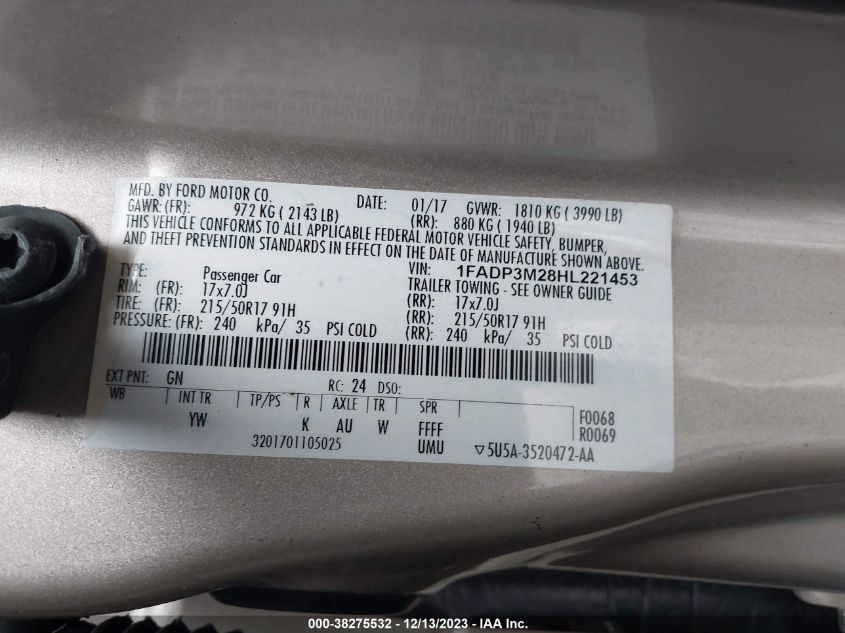 MFD. BY FORD MOTOR CO. DATE: 01/17 GVWR: 1810 KG ( 3990 LB)
GAWR: (FR): 972 KG ( 2143 LB) (RR): 880 KG ( 1940 LB)
THIS VEHICLE CONFORMS TO ALL APPLICABLE FEDERAL MOTOR VEHICLE SAFETY, BUMPER,
AND THEFT PREVENTION STANDARDS IN EFFECT ON THE DATE OF MANUFACTURE SHOWN ABOVE.
VIN: 1FADP3M28HL221453
TYPE: Passenger Car TRAILER TOWING - SEE OWNER GUIDE
RIM: (FR): 17x7.0J (RR): 17x7.0J
TIRE: (FR): 215/50R17 91H (RR): 215/50R17 91H
PRESSURE: (FR): 240 kPa/ 35 PSI COLD (RR): 240 kPa/ 35 PSI COLD
EXT PNT: GN RC: 24 DSO:
WB INT TR TP/PS R AXLE TR SPR F0068
YW K AU W FFFF R0069
3201701105025 UMU ▽5U5A-3520472-AA
000-38275532 - 12/13/2023 - IAA Inc.